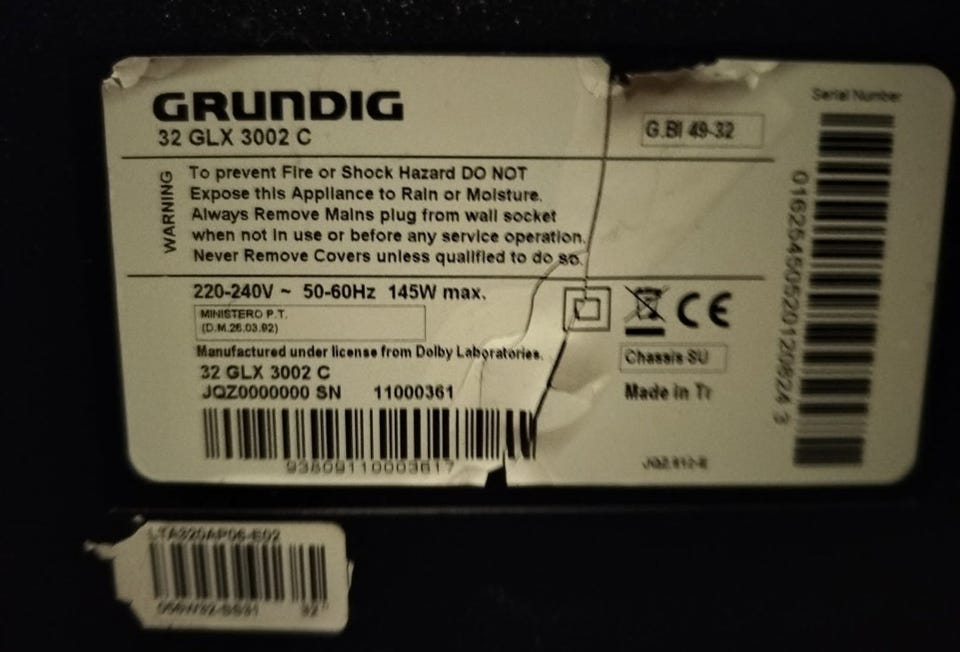 GRUNDIG
32 GLX 3002 C
G.BI 49-32
Serial Number
WARNING
To prevent Fire or Shock Hazard DO NOT
Expose this Appliance to Rain or Moisture.
Always Remove Mains plug from wall socket
when not in use or before any service operation.
Never Remove Covers unless qualified to do so.
220-240V ~ 50-60Hz 145W max.
MINISTERO P.T.
(D.M.26.03.92)
Manufactured under license from Dolby Laboratories.
32 GLX 3002 C
JQZ0000000 SN 11000361
93809110003617
CE
Chassis SU
Made in Tr
LTA320AP06-E02
32"